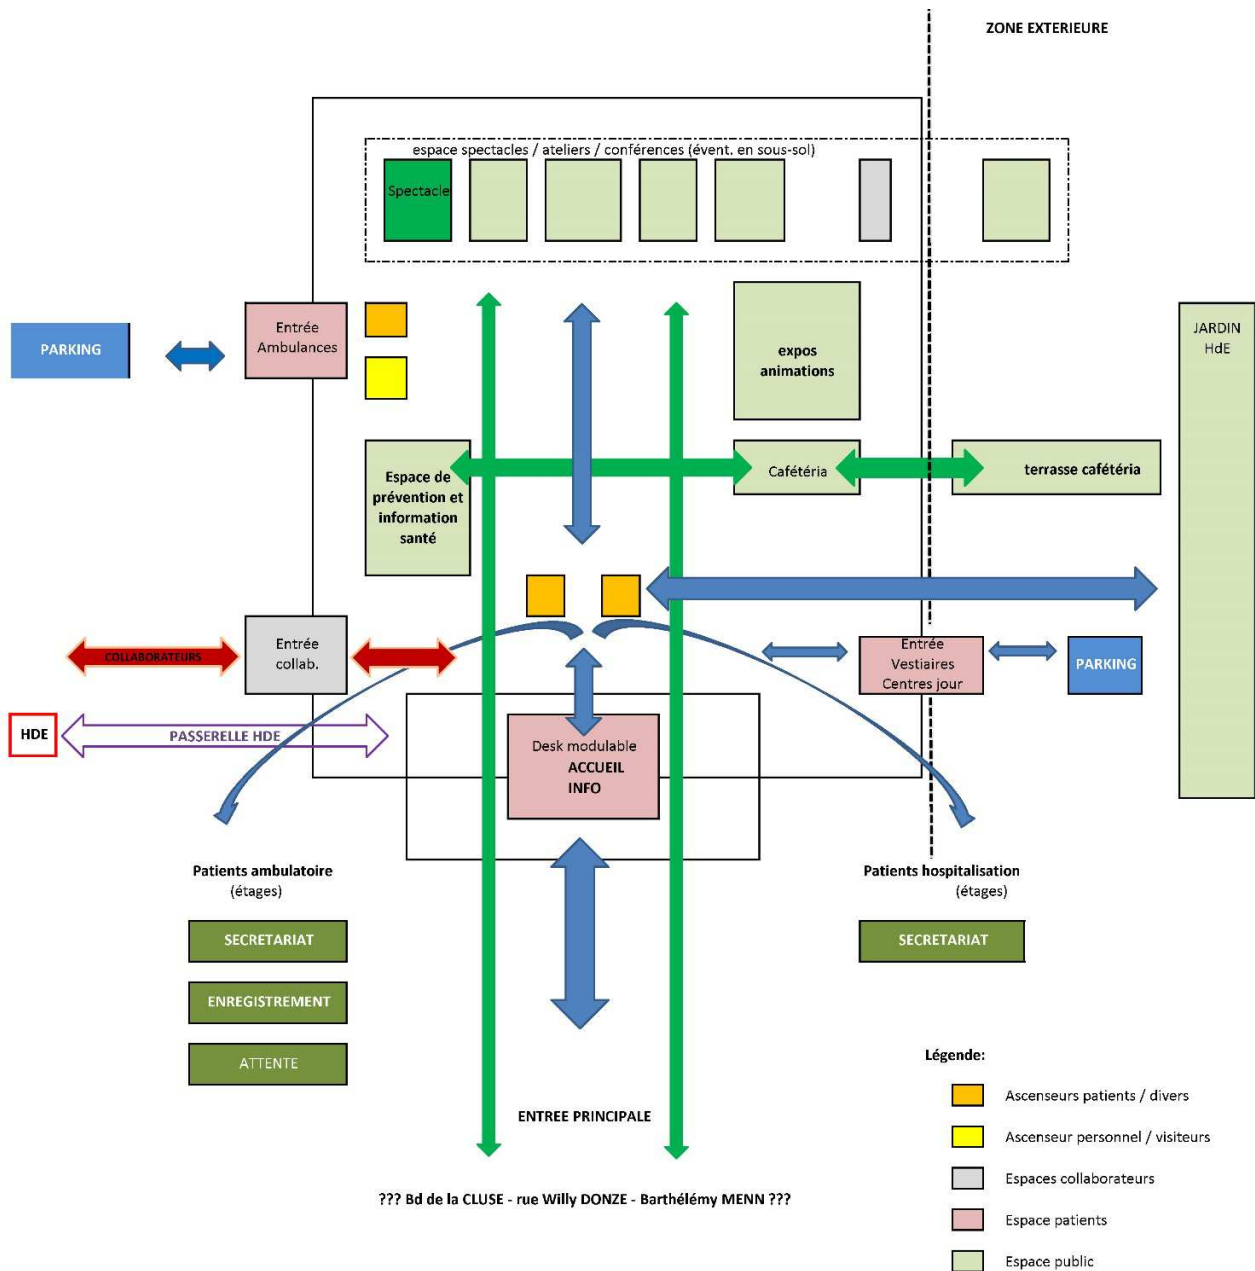 ZONE EXTERIEURE
espace spectacles / ateliers / conférences (évent. en sous-sol)
Spectacle
Entrée
Ambulances
PARKING
expos
animations
JARDIN
HdE
Espace de
prévention et
information
santé
Cafétéria
terrasse cafétéria
COLLABORATEURS
Entrée
collab.
Entrée
Vestiaires
Centres jour
PARKING
HDE
PASSERELLE HDE
Desk modulable
ACCUEIL
INFO
Patients ambulatoire
(étages)
Patients hospitalisation
(étages)
SECRETARIAT
SECRETARIAT
ENREGISTREMENT
ATTENTE
ENTREE PRINCIPALE
??? Bd de la CLUSE - rue Willy DONZE - Barthélémy MENN ???
Légende:
Ascenseurs patients / divers
Ascenseur personnel / visiteurs
Espaces collaborateurs
Espace patients
Espace public